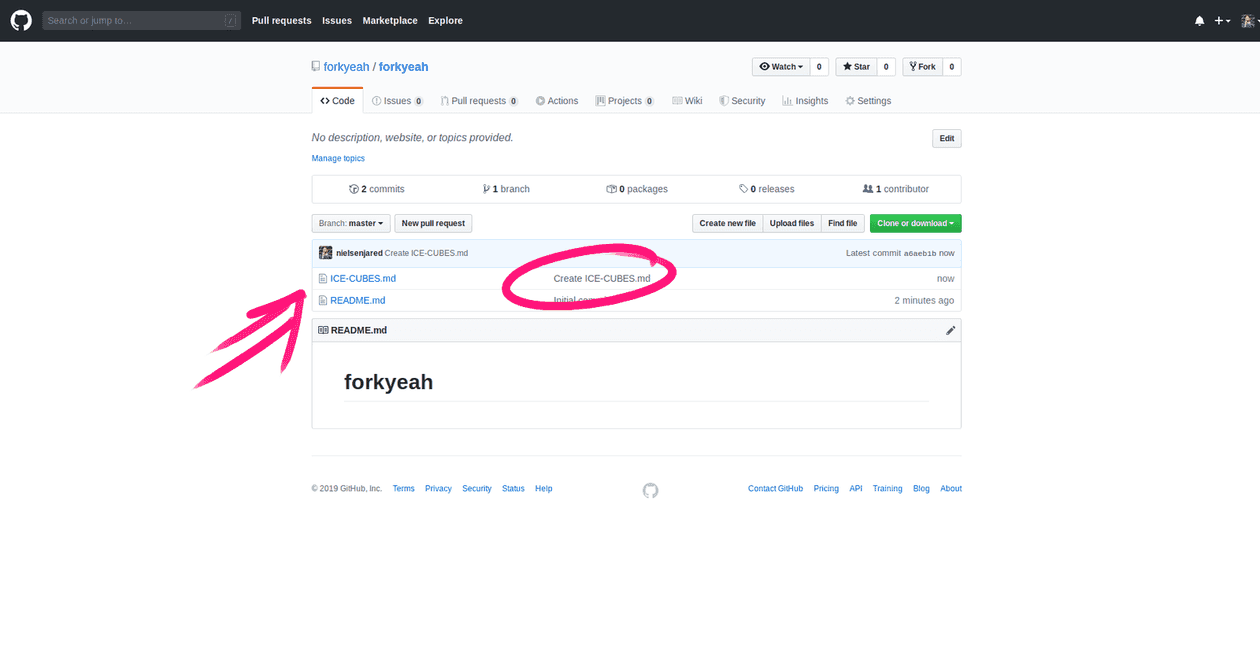 Search or jump to… /
Pull requests Issues Marketplace Explore
forkyeah / forkyeah
Watch 0 Star 0 Fork 0
Code Issues 0 Pull requests 0 Actions Projects 0 Wiki Security Insights Settings
No description, website, or topics provided. Edit
Manage topics
2 commits 1 branch 0 packages 0 releases 1 contributor
Branch: master New pull request Create new file Upload files Find file Clone or download
nielsenjared Create ICE-CUBES.md Latest commit a6aeb1b now
ICE-CUBES.md Create ICE-CUBES.md now
README.md Initial 2 minutes ago
README.md
forkyeah
© 2019 GitHub, Inc. Terms Privacy Security Status Help Contact GitHub Pricing API Training Blog About